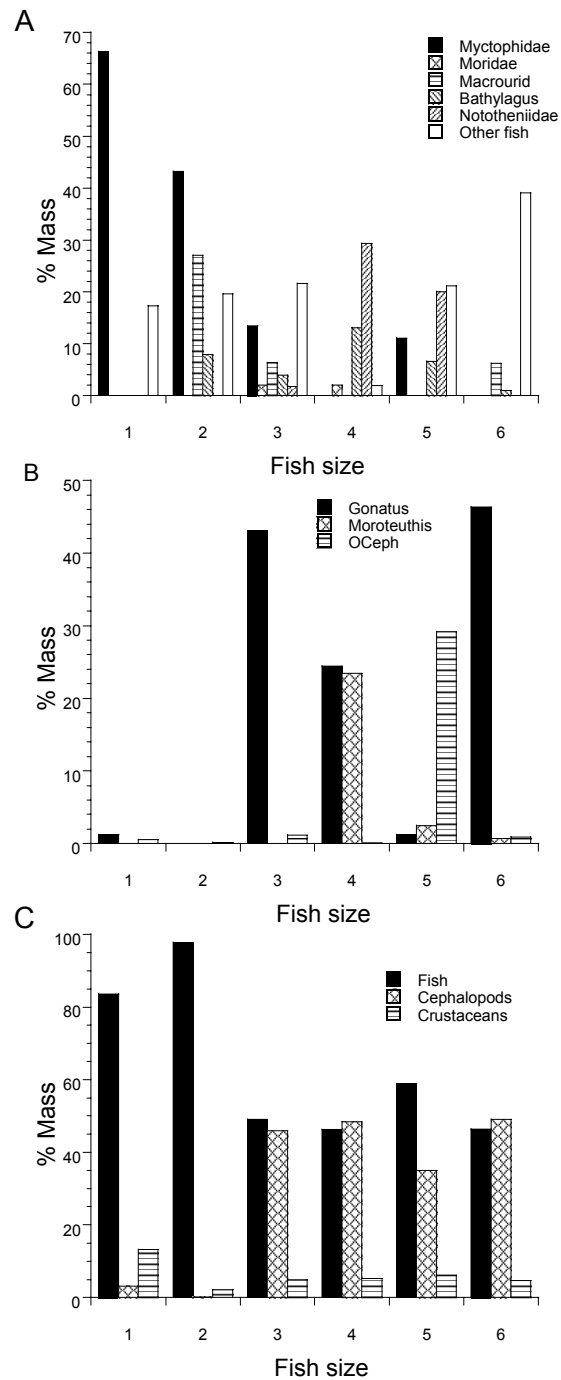 A
70
60
50
40
30
20
10
0
% Mass
Myctophidae
Moridae
Macrourid
Bathylagus
Nototheniidae
Other fish
1 2 3 4 5 6
Fish size
B
50
40
30
20
10
0
% Mass
Gonatus
Moroteuthis
OCeph
1 2 3 4 5 6
Fish size
C
100
80
60
40
20
0
% Mass
Fish
Cephalopods
Crustaceans
1 2 3 4 5 6
Fish size